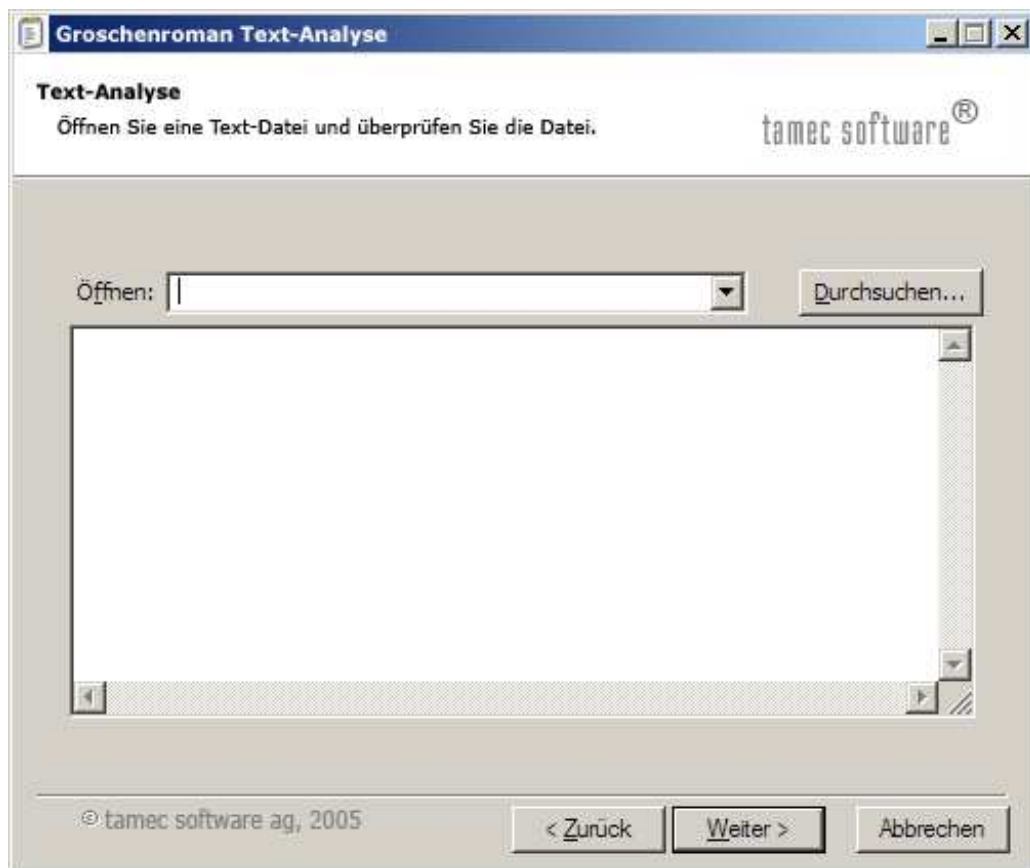 Groschenroman Text-Analyse
Text-Analyse
Öffnen Sie eine Text-Datei und überprüfen Sie die Datei.
tamec software®
Öffnen:
Durchsuchen...
© tamec software ag, 2005
< Zurück
Weiter >
Abbrechen